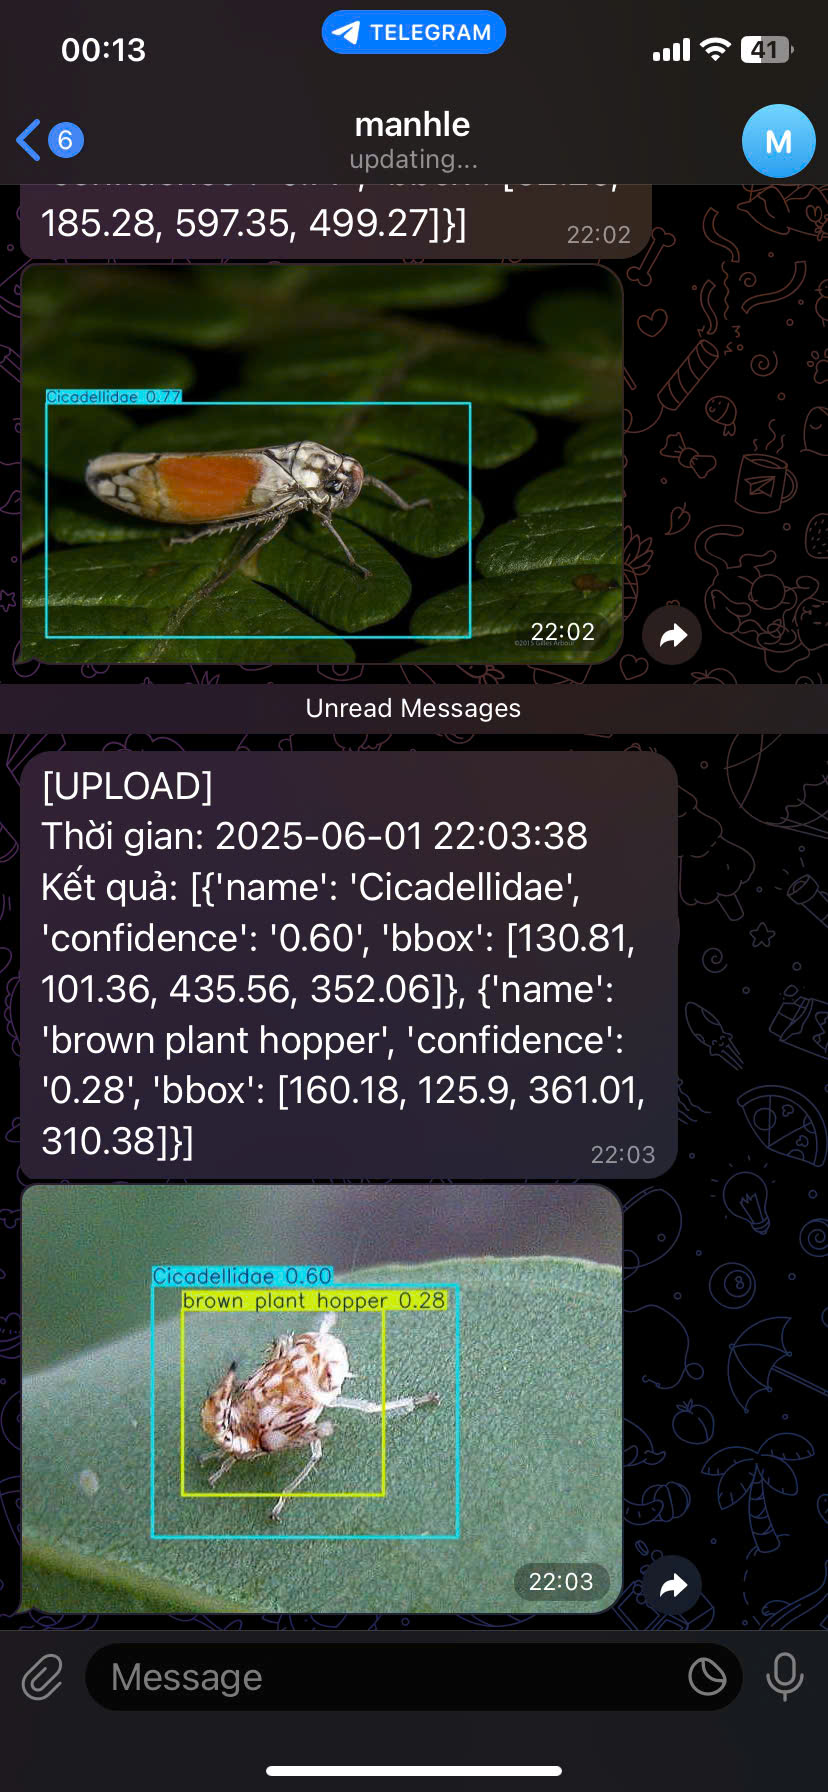 00:13
TELEGRAM
41
6
manhle
updating...
M
185.28, 597.35, 499.27]}]
22:02
Cicadellidae 0.77
22:02
©2015 Gilles Arbour
Unread Messages
[UPLOAD]
Thời gian: 2025-06-01 22:03:38
Kết quả: [{'name': 'Cicadellidae',
'confidence': '0.60', 'bbox': [130.81,
101.36, 435.56, 352.06]}, {'name':
'brown plant hopper', 'confidence':
'0.28', 'bbox': [160.18, 125.9, 361.01,
310.38]}]
22:03
Cicadellidae 0.60
brown plant hopper 0.28
22:03
Message